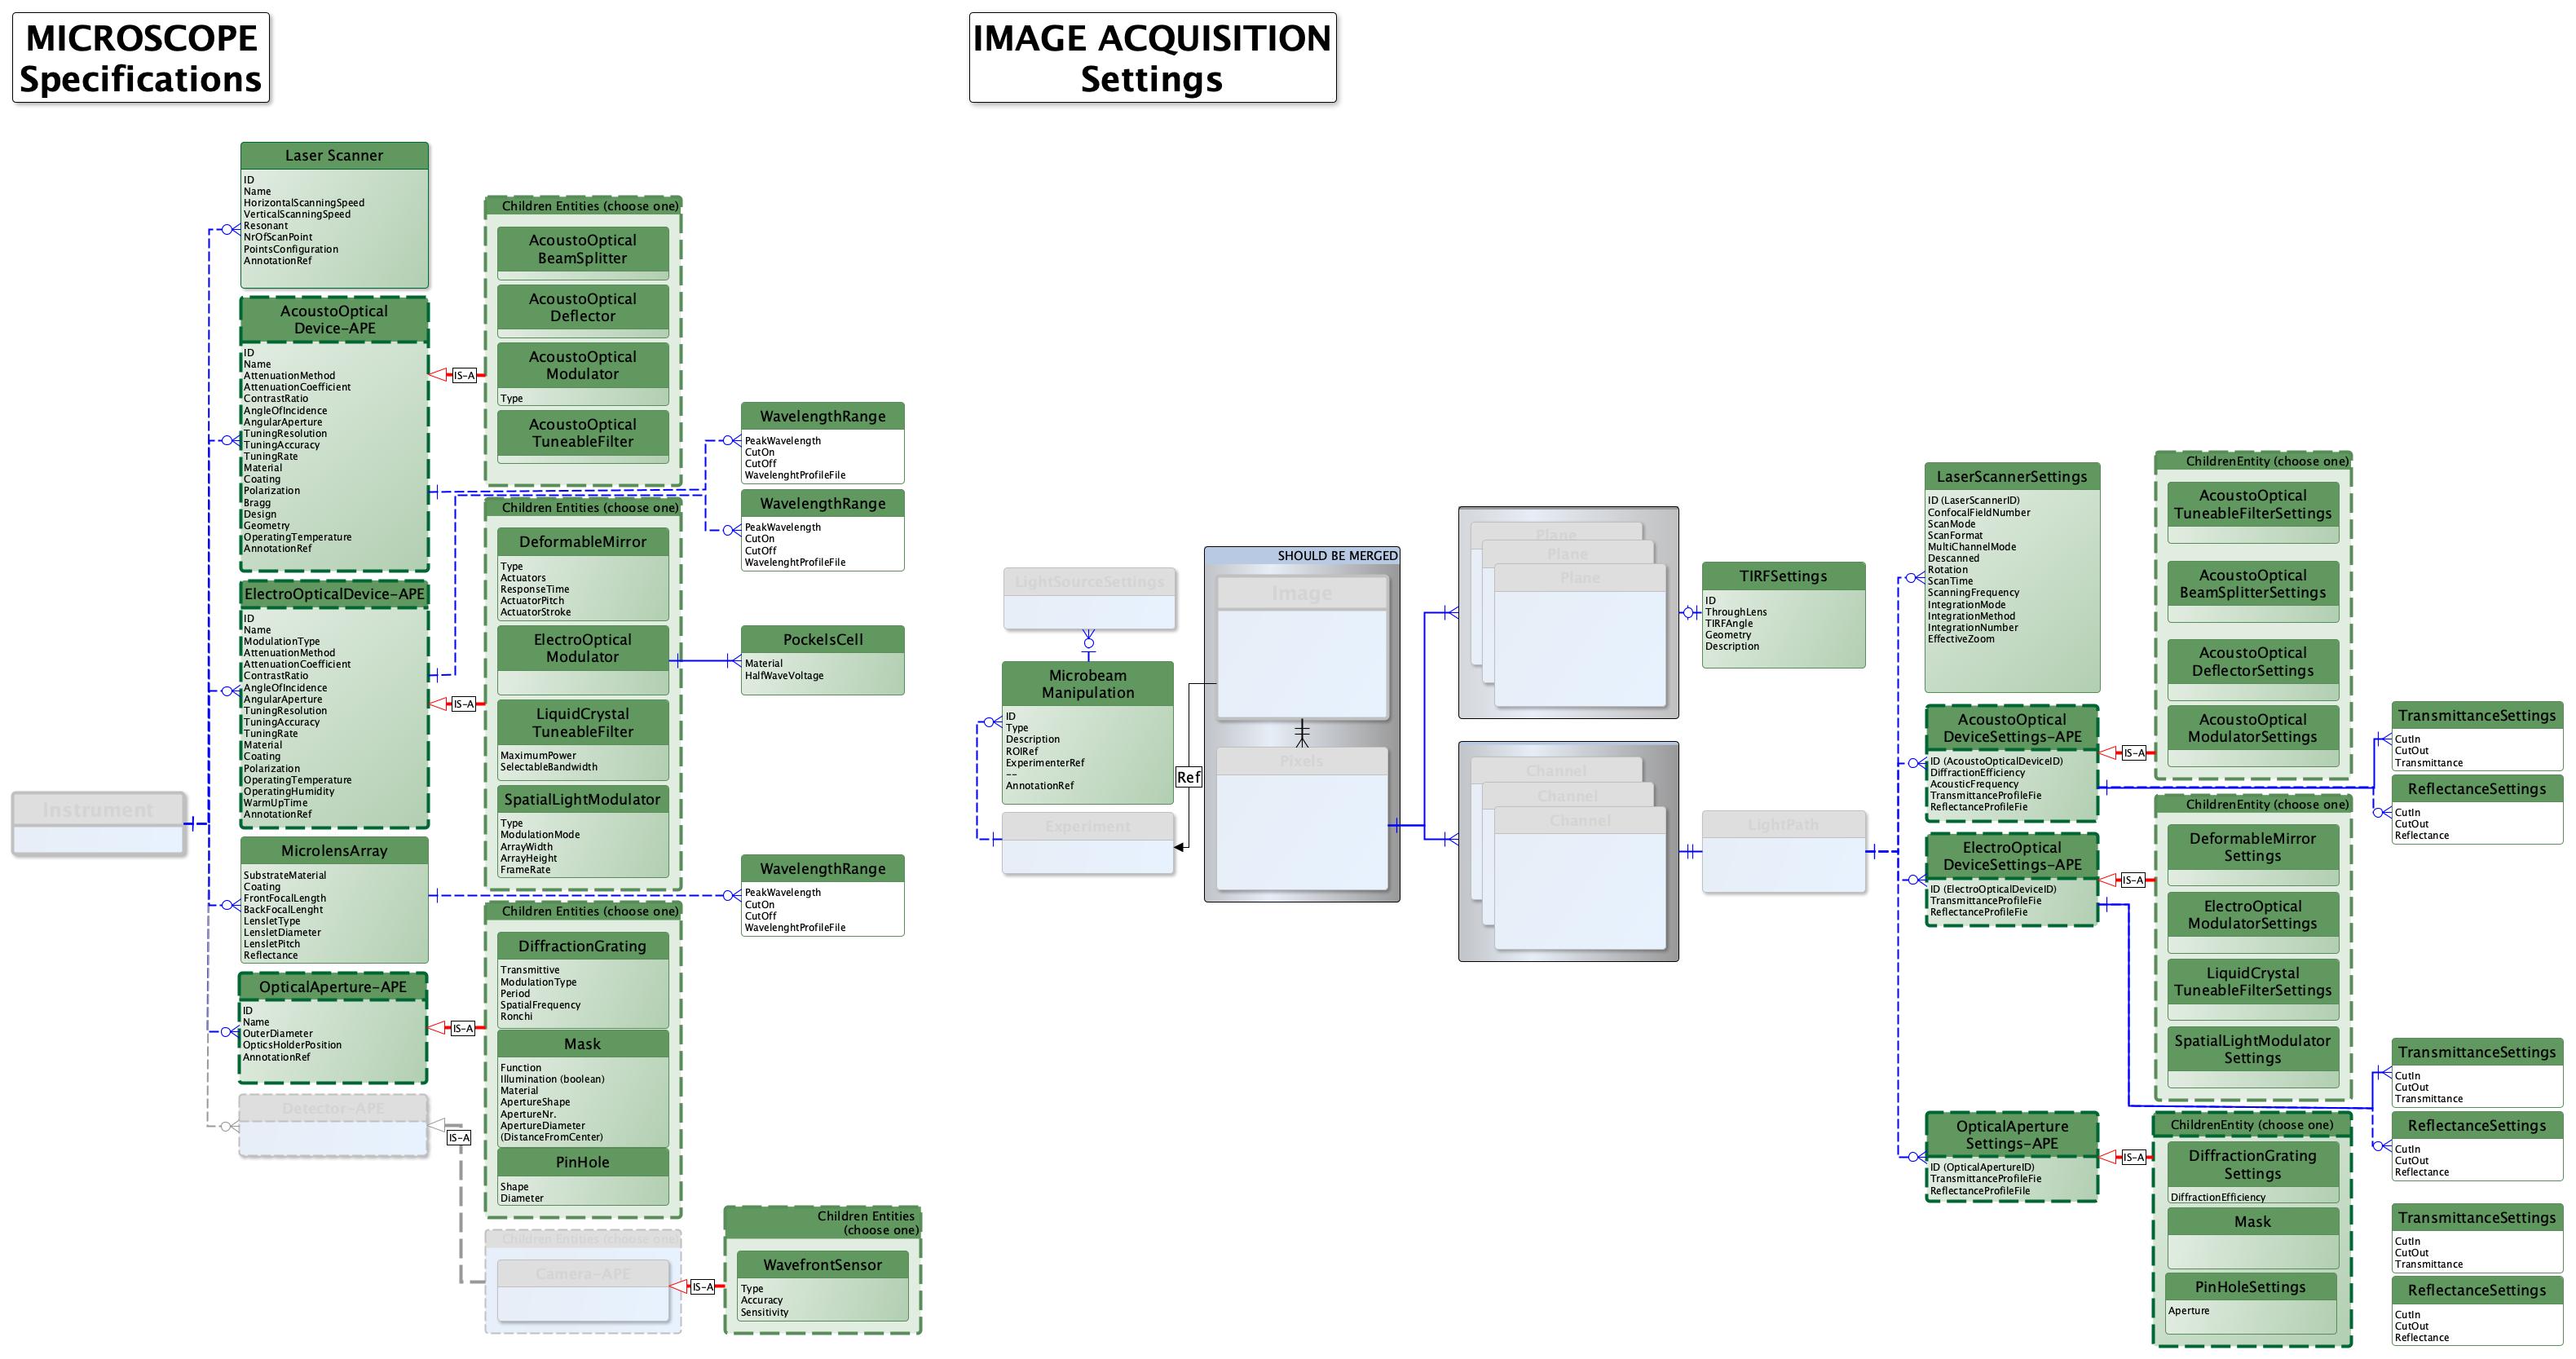 MICROSCOPE
Specifications
IMAGE ACQUISITION
Settings
Laser Scanner
ID
Name
HorizontalScanningSpeed
VerticalScanningSpeed
Resonant
NrOfScanPoint
PointsConfiguration
AnnotationRef
AcoustoOptical
Device-APE
ID
Name
AttenuationMethod
AttenuationCoefficient
ContrastRatio
AngleOfIncidence
AngularAperture
TuningResolution
TuningAccuracy
TuningRate
Material
Coating
Polarization
Bragg
Design
Geometry
OperatingTemperature
AnnotationRef
ElectroOpticalDevice-APE
ID
Name
ModulationType
AttenuationMethod
AttenuationCoefficient
ContrastRatio
AngleOfIncidence
AngularAperture
TuningResolution
TuningAccuracy
TuningRate
Material
Coating
Polarization
OperatingTemperature
OperatingHumidity
WarmUpTime
AnnotationRef
Instrument
MicrolensArray
SubstrateMaterial
Coating
FrontFocalLength
BackFocalLenght
LensletType
LensletDiameter
LensletPitch
Reflectance
OpticalAperture-APE
ID
Name
OuterDiameter
OpticsHolderPosition
AnnotationRef
Detector-APE
IS-A
IS-A
IS-A
IS-A
Children Entities (choose one)
AcoustoOptical
BeamSplitter
AcoustoOptical
Deflector
AcoustoOptical
Modulator
Type
AcoustoOptical
TuneableFilter
Children Entities (choose one)
DeformableMirror
Type
Actuators
ResponseTime
ActuatorPitch
ActuatorStroke
ElectroOptical
Modulator
LiquidCrystal
TuneableFilter
MaximumPower
SelectableBandwidth
SpatialLightModulator
Type
ModulationMode
ArrayWidth
ArrayHeight
FrameRate
Children Entities (choose one)
DiffractionGrating
Transmittive
ModulationType
Period
SpatialFrequency
Ronchi
Mask
Function
Illumination (boolean)
Material
ApertureShape
ApertureNr.
ApertureDiameter
(DistanceFromCenter)
PinHole
Shape
Diameter
Children Entities (choose one)
Camera-APE
IS-A
WavelengthRange
PeakWavelength
CutOn
CutOff
WavelenghtProfileFile
WavelengthRange
PeakWavelength
CutOn
CutOff
WavelenghtProfileFile
PockelsCell
Material
HalfWaveVoltage
WavelengthRange
PeakWavelength
CutOn
CutOff
WavelenghtProfileFile
Children Entities
(choose one)
WavefrontSensor
Type
Accuracy
Sensitivity
LightSourceSettings
Microbeam
Manipulation
ID
Type
Description
ROIRef
ExperimenterRef
--
AnnotationRef
Experiment
Ref
SHOULD BE MERGED
Image
Pixels
Plane
Plane
Plane
Channel
Channel
Channel
TIRFSettings
ID
ThroughLens
TIRFAngle
Geometry
Description
LightPath
LaserScannerSettings
ID (LaserScannerID)
ConfocalFieldNumber
ScanMode
ScanFormat
MultiChannelMode
Descanned
Rotation
ScanTime
ScanningFrequency
IntegrationMode
IntegrationMethod
IntegrationNumber
EffectiveZoom
AcoustoOptical
DeviceSettings-APE
ID (AcoustoOpticalDeviceID)
DiffractionEfficiency
AcousticFrequency
TransmittanceProfileFie
ReflectanceProfileFie
ElectroOptical
DeviceSettings-APE
ID (ElectroOpticalDeviceID)
TransmittanceProfileFie
ReflectanceProfileFie
OpticalAperture
Settings-APE
ID (OpticalApertureID)
TransmittanceProfileFie
ReflectanceProfileFile
IS-A
IS-A
IS-A
ChildrenEntity (choose one)
AcoustoOptical
TuneableFilterSettings
AcoustoOptical
BeamSplitterSettings
AcoustoOptical
DeflectorSettings
AcoustoOptical
ModulatorSettings
ChildrenEntity (choose one)
DeformableMirror
Settings
ElectroOptical
ModulatorSettings
LiquidCrystal
TuneableFilterSettings
SpatialLightModulator
Settings
ChildrenEntity (choose one)
DiffractionGrating
Settings
DiffractionEfficiency
Mask
PinHoleSettings
Aperture
TransmittanceSettings
CutIn
CutOut
Transmittance
ReflectanceSettings
CutIn
CutOut
Reflectance
TransmittanceSettings
CutIn
CutOut
Transmittance
ReflectanceSettings
CutIn
CutOut
Reflectance
TransmittanceSettings
CutIn
CutOut
Transmittance
ReflectanceSettings
CutIn
CutOut
Reflectance